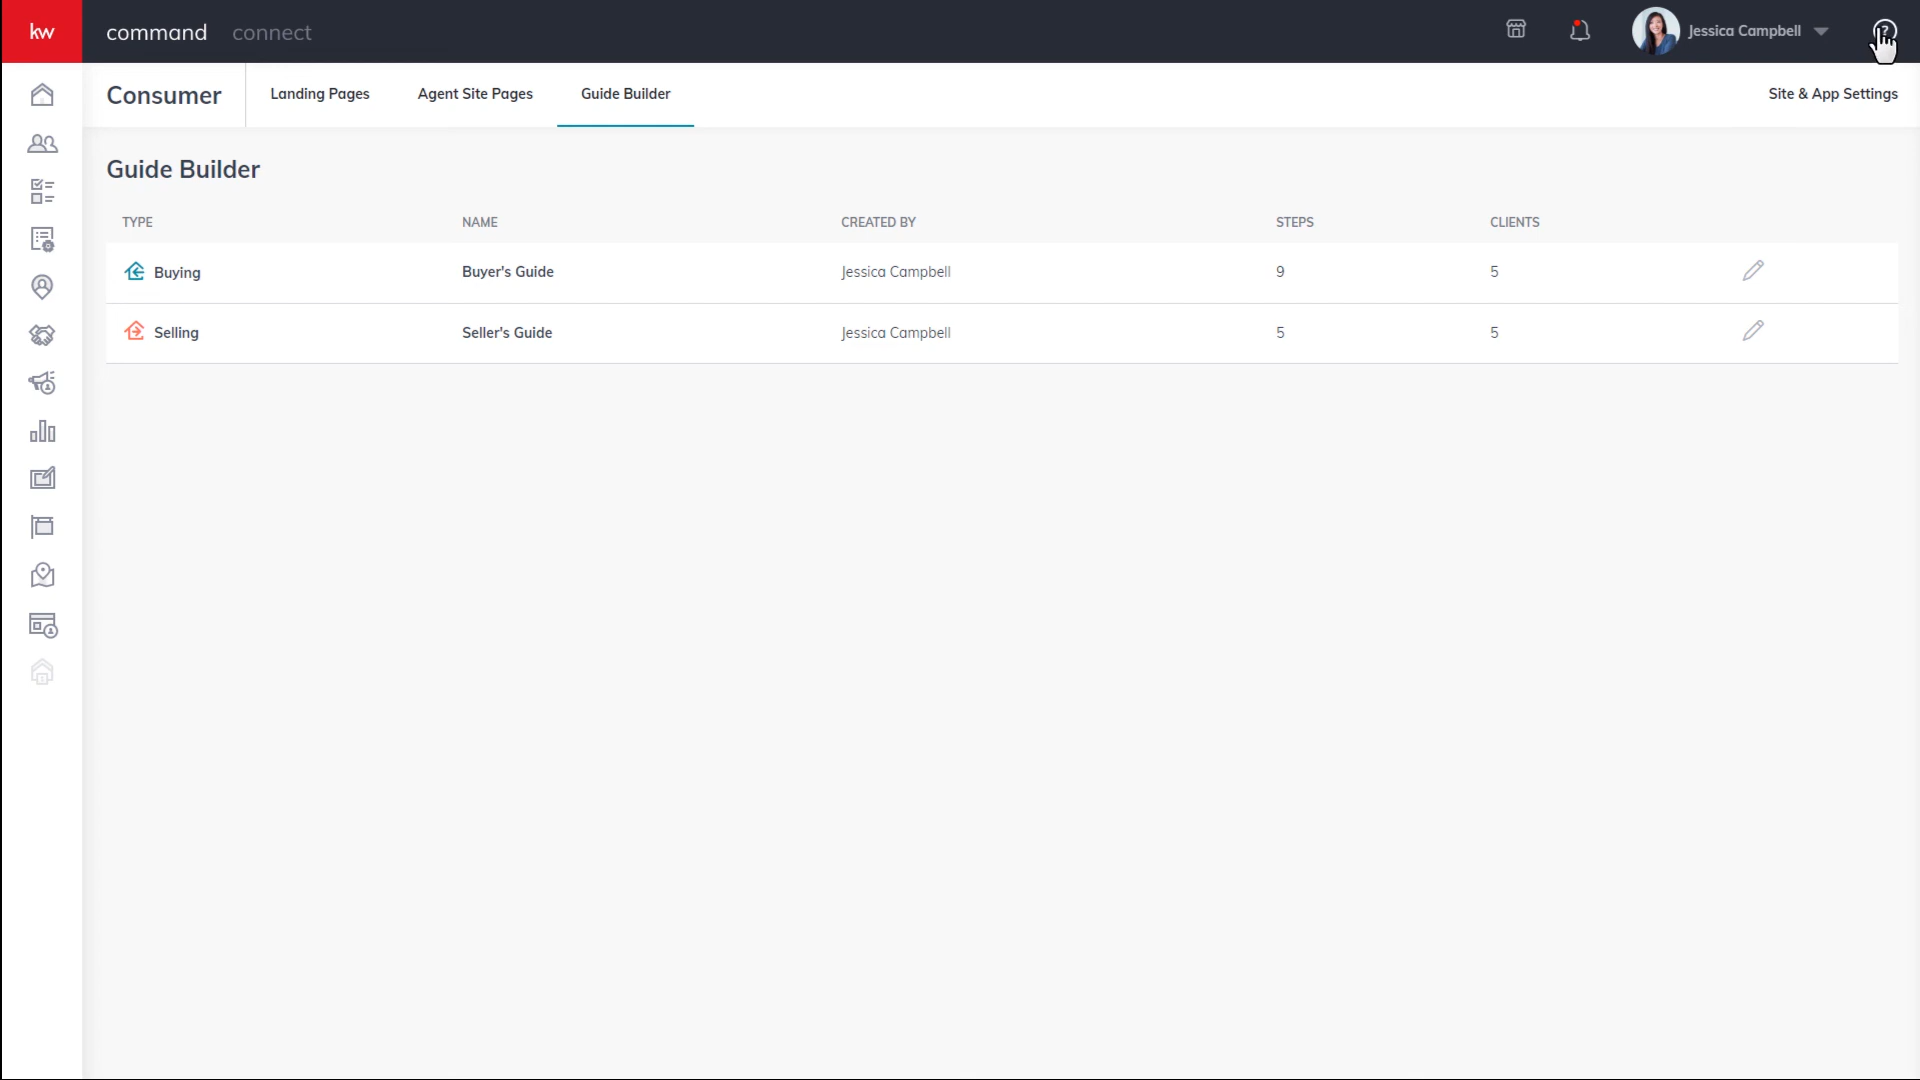 kw command connect Jessica Campbell ?
Consumer Landing Pages Agent Site Pages Guide Builder Site & App Settings
Guide Builder
TYPE NAME CREATED BY STEPS CLIENTS
Buying Buyer's Guide Jessica Campbell 9 5
Selling Seller's Guide Jessica Campbell 5 5